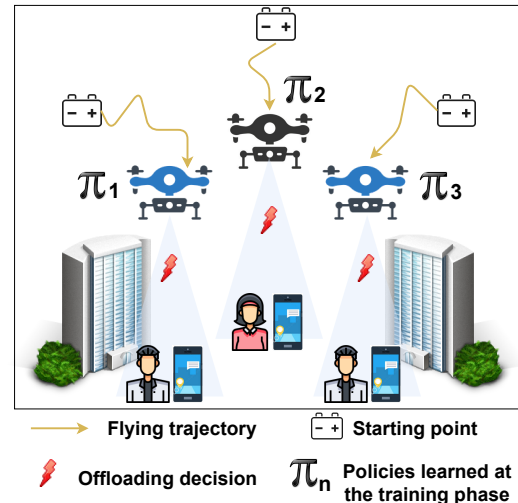 π2
π1
π3
Flying trajectory
Starting point
Offloading decision
πn
Policies learned at
the training phase